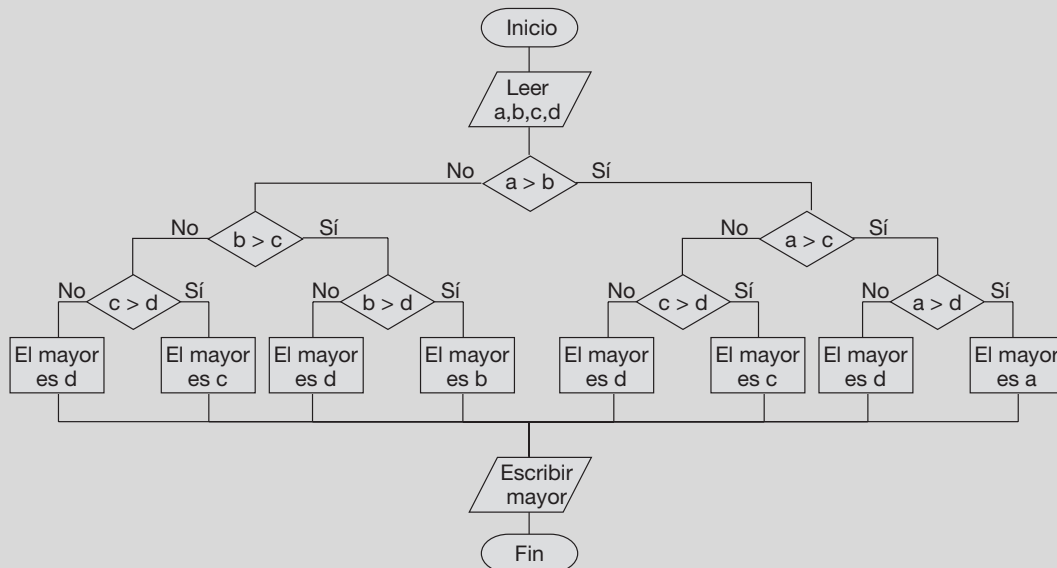 Inicio
Leer
a,b,c,d
No
a > b
Sí
No
b > c
Sí
No
a > c
Sí
No
c > d
Sí
No
b > d
Sí
No
c > d
Sí
No
a > d
Sí
El mayor
es d
El mayor
es c
El mayor
es d
El mayor
es b
El mayor
es d
El mayor
es c
El mayor
es d
El mayor
es a
Escribir
mayor
Fin